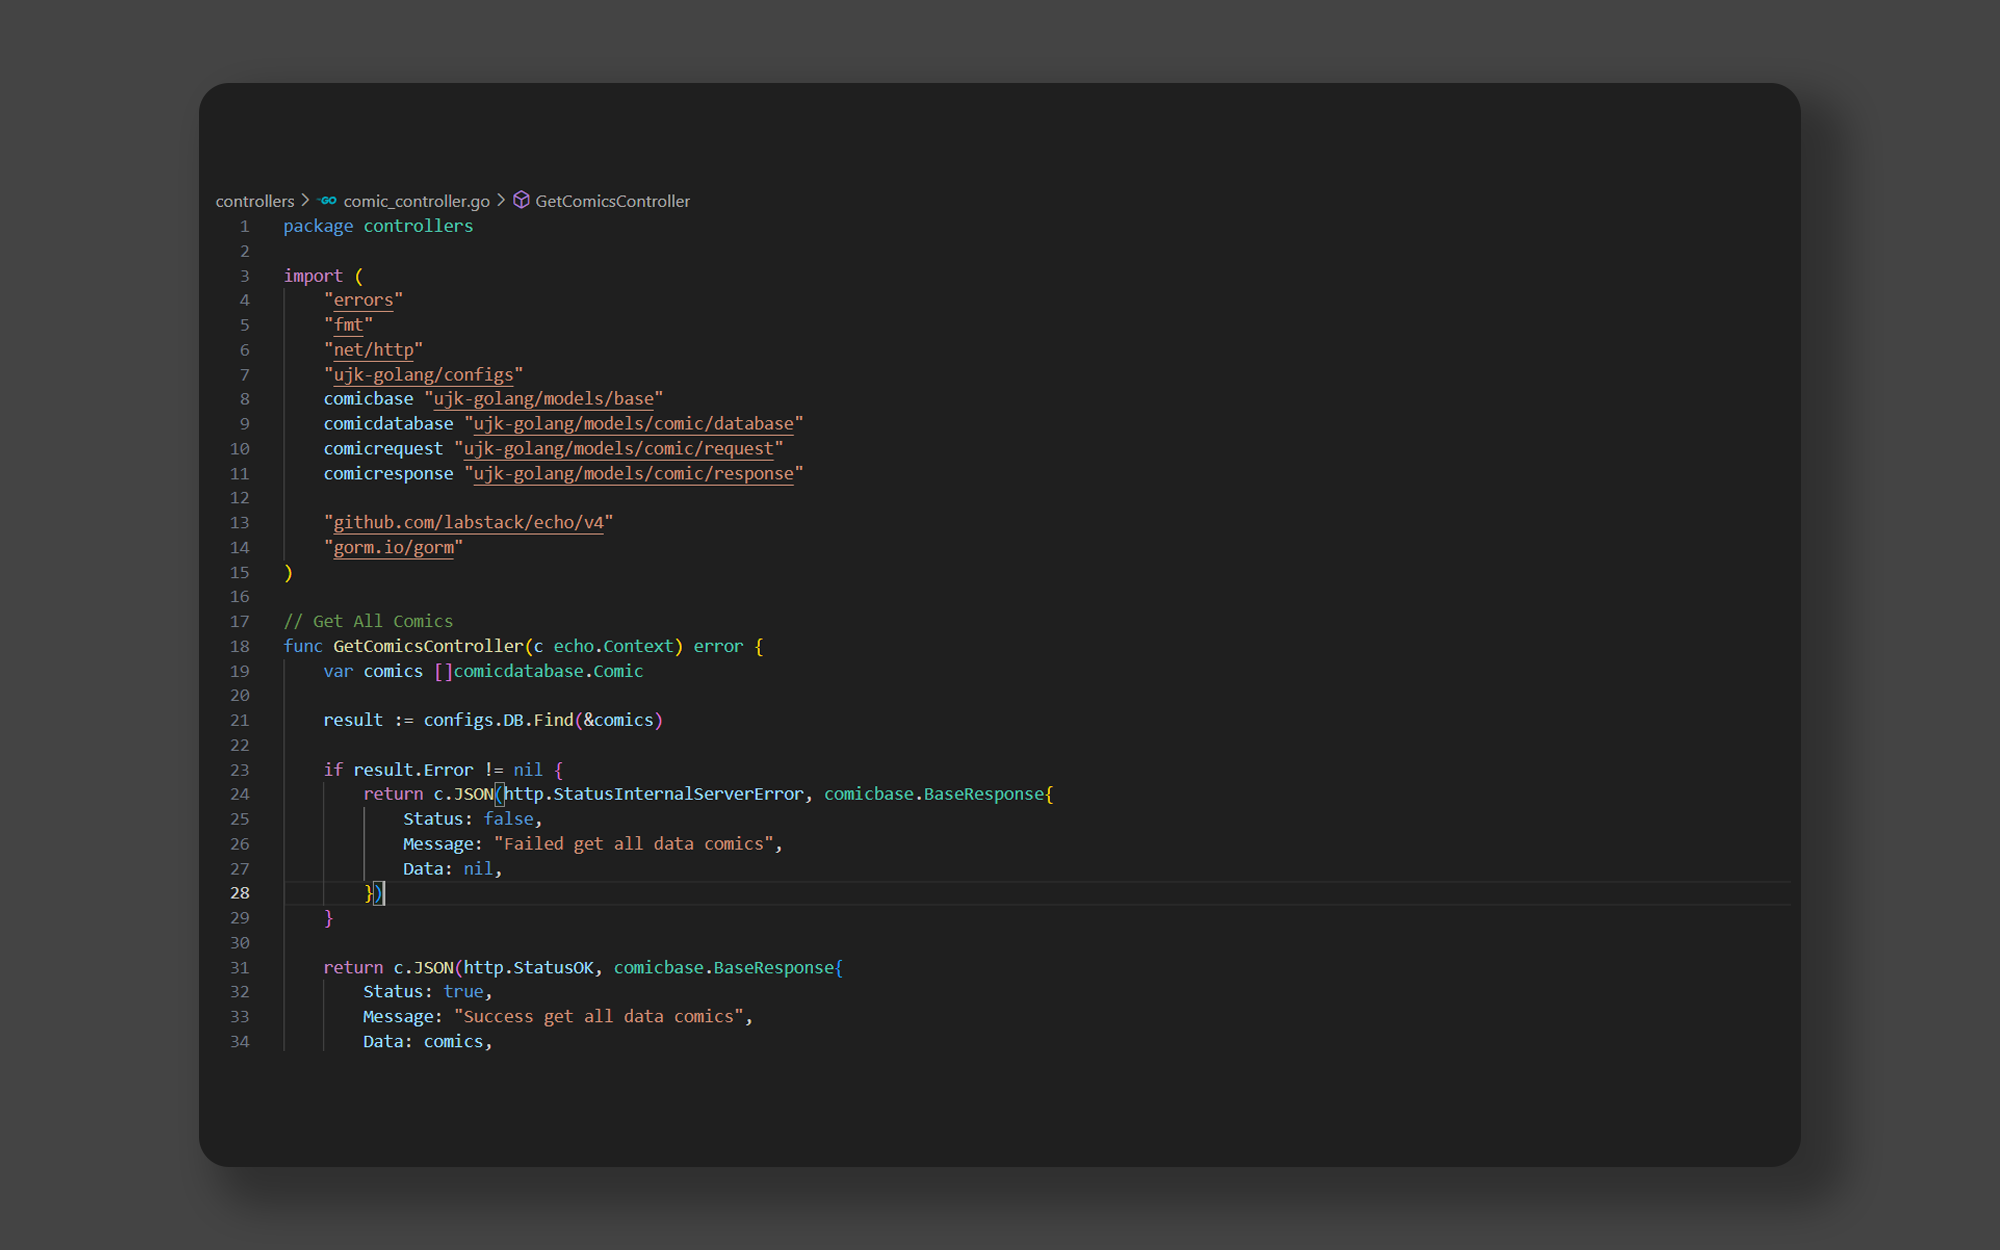 controllers > GO comic_controller.go > GetComicsController
1 package controllers
2
3 import (
4 "errors"
5 "fmt"
6 "net/http"
7 "ujk-golang/configs"
8 comicbase "ujk-golang/models/base"
9 comicdatabase "ujk-golang/models/comic/database"
10 comicrequest "ujk-golang/models/comic/request"
11 comicresponse "ujk-golang/models/comic/response"
12
13 "github.com/labstack/echo/v4"
14 "gorm.io/gorm"
15 )
16
17 // Get All Comics
18 func GetComicsController(c echo.Context) error {
19 var comics []comicdatabase.Comic
20
21 result := configs.DB.Find(&comics)
22
23 if result.Error != nil {
24 return c.JSON(http.StatusInternalServerError, comicbase.BaseResponse{
25 Status: false,
26 Message: "Failed get all data comics",
27 Data: nil,
28 })
29 }
30
31 return c.JSON(http.StatusOK, comicbase.BaseResponse{
32 Status: true,
33 Message: "Success get all data comics",
34 Data: comics,